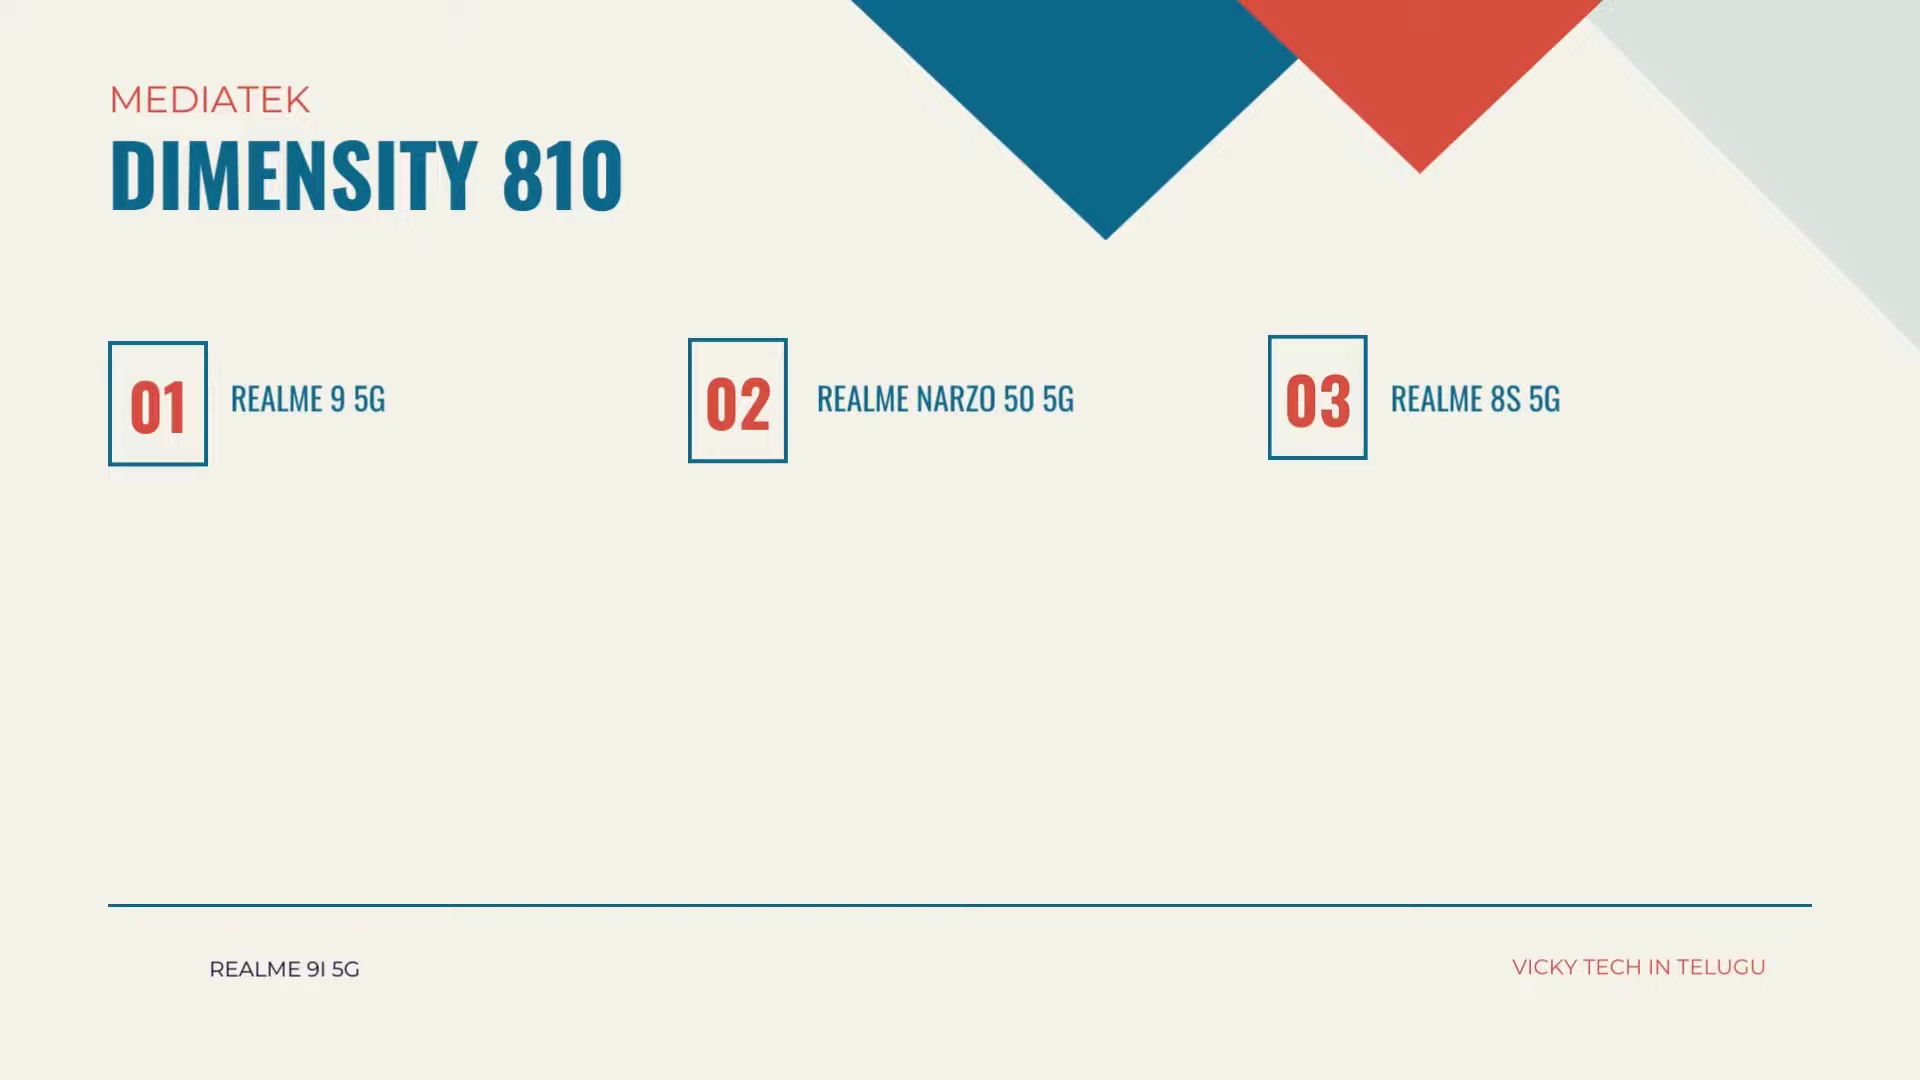 MEDIATEK
DIMENSITY 810
01 REALME 9 5G
02 REALME NARZO 50 5G
03 REALME 8S 5G
REALME 9I 5G
VICKY TECH IN TELUGU